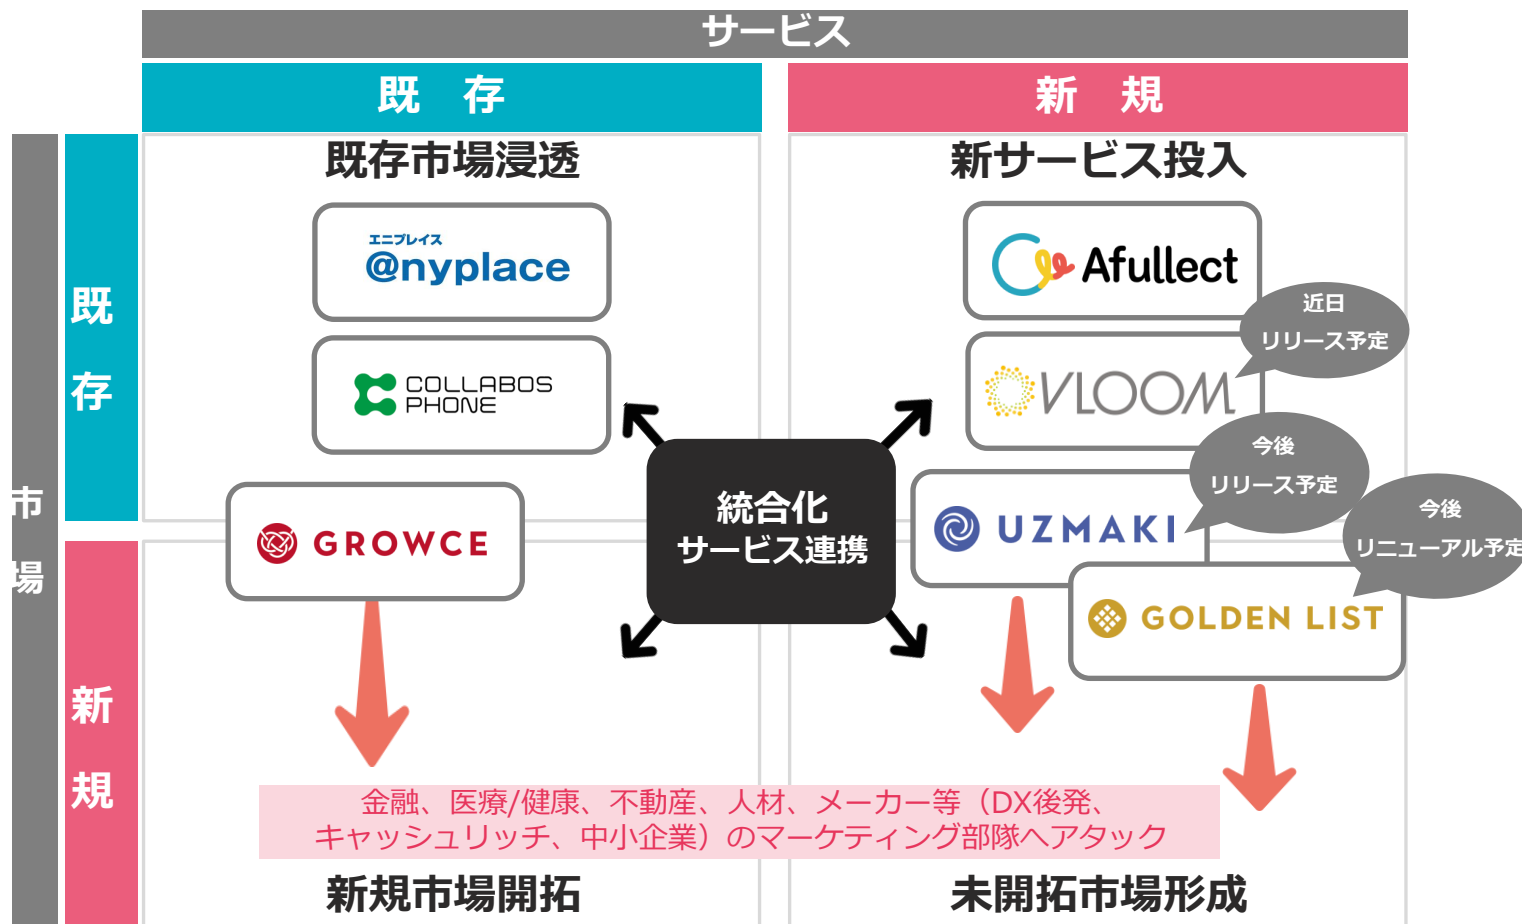 サービス
既　存
新　規
市場
既存
新規
既存市場浸透
エニプレイス
@nyplace
COLLABOS
PHONE
GROWCE
新サービス投入
Afullect
近日
リリース予定
VLOOM
今後
リリース予定
UZMAKI
今後
リニューアル予定
GOLDEN LIST
統合化
サービス連携
金融、医療/健康、不動産、人材、メーカー等（DX後発、
キャッシュリッチ、中小企業）のマーケティング部隊へアタック
新規市場開拓
未開拓市場形成